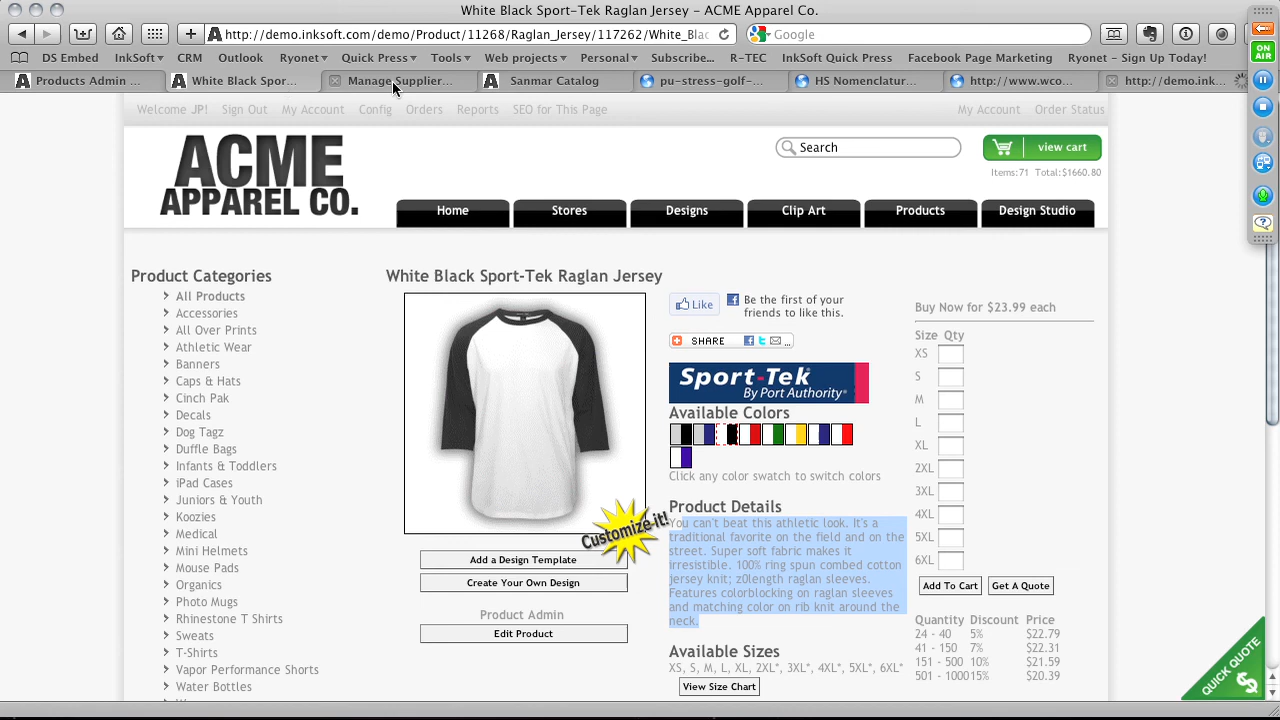 White Black Sport-Tek Raglan Jersey – ACME Apparel Co.
http://demo.inksoft.com/demo/Product/11268/Raglan_Jersey/117262/White_Blac
Google
DS Embed InkSoft CRM Outlook Ryonet Quick Press Tools Web projects Personal Subscribe... R-TEC InkSoft Quick Press Facebook Page Marketing Ryonet - Sign Up Today!
Products Admin ... White Black Spor... Manage Supplier... Sanmar Catalog pu-stress-golf-... HS Nomenclatur... http://www.wco... http://demo.ink...
ON AIR
Welcome JP! Sign Out My Account Config Orders Reports SEO for This Page My Account Order Status
ACME
APPAREL CO.
Search
view cart
Items:71 Total:$1660.80
Home Stores Designs Clip Art Products Design Studio
Product Categories
All Products
Accessories
All Over Prints
Athletic Wear
Banners
Caps & Hats
Cinch Pak
Decals
Dog Tagz
Duffle Bags
Infants & Toddlers
iPad Cases
Juniors & Youth
Koozies
Medical
Mini Helmets
Mouse Pads
Organics
Photo Mugs
Rhinestone T Shirts
Sweats
T-Shirts
Vapor Performance Shorts
Water Bottles
White Black Sport-Tek Raglan Jersey
Customize it!
Add a Design Template
Create Your Own Design
Product Admin
Edit Product
Like
Be the first of your
friends to like this.
SHARE ...
Sport-Tek
By Port Authority
Available Colors
Click any color swatch to switch colors
Product Details
You can't beat this athletic look. It's a
traditional favorite on the field and on the
street. Super soft fabric makes it
irresistible. 100% ring spun combed cotton
jersey knit; z0length raglan sleeves.
Features colorblocking on raglan sleeves
and matching color on rib knit around the
neck.
Available Sizes
XS, S, M, L, XL, 2XL*, 3XL*, 4XL*, 5XL*, 6XL*
View Size Chart
Buy Now for $23.99 each
Size Qty
XS
S
M
L
XL
2XL
3XL
4XL
5XL
6XL
Add To Cart Get A Quote
Quantity Discount Price
24 - 40 5% $22.79
41 - 150 7% $22.31
151 - 500 10% $21.59
501 - 1000 15% $20.39
QUICK QUOTE